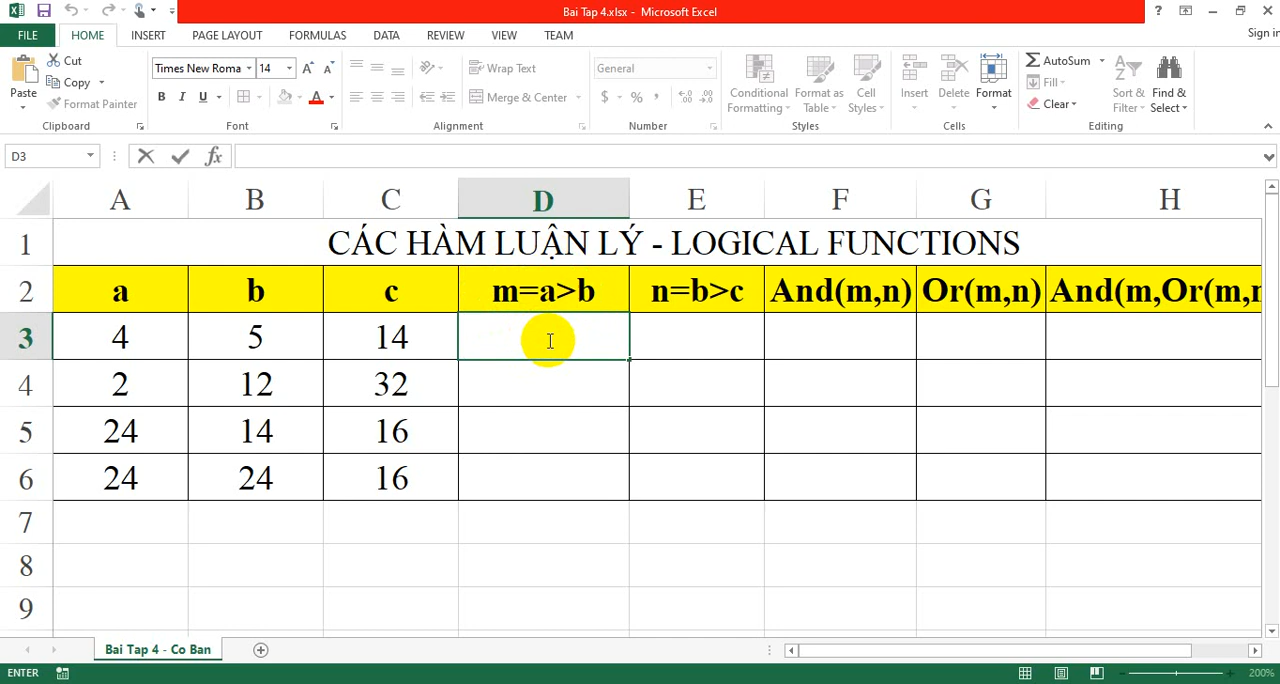 Bai Tap 4.xlsx - Microsoft Excel
?
Sign in
FILE HOME INSERT PAGE LAYOUT FORMULAS DATA REVIEW VIEW TEAM
Paste
Cut
Copy
Format Painter
Clipboard
Times New Roma 14
B I U
Font
Wrap Text
Merge & Center
Alignment
General
$ % ,
Number
Conditional Formatting
Format as Table
Cell Styles
Styles
Insert Delete Format
Cells
AutoSum
Fill
Clear
Sort & Filter
Find & Select
Editing
D3 fx
A B C D E F G H
1 CÁC HÀM LUẬN LÝ - LOGICAL FUNCTIONS
2 a b c m=a>b n=b>c And(m,n) Or(m,n) And(m,Or(m,n
3 4 5 14
4 2 12 32
5 24 14 16
6 24 24 16
7
8
9
Bai Tap 4 - Co Ban
ENTER 200%